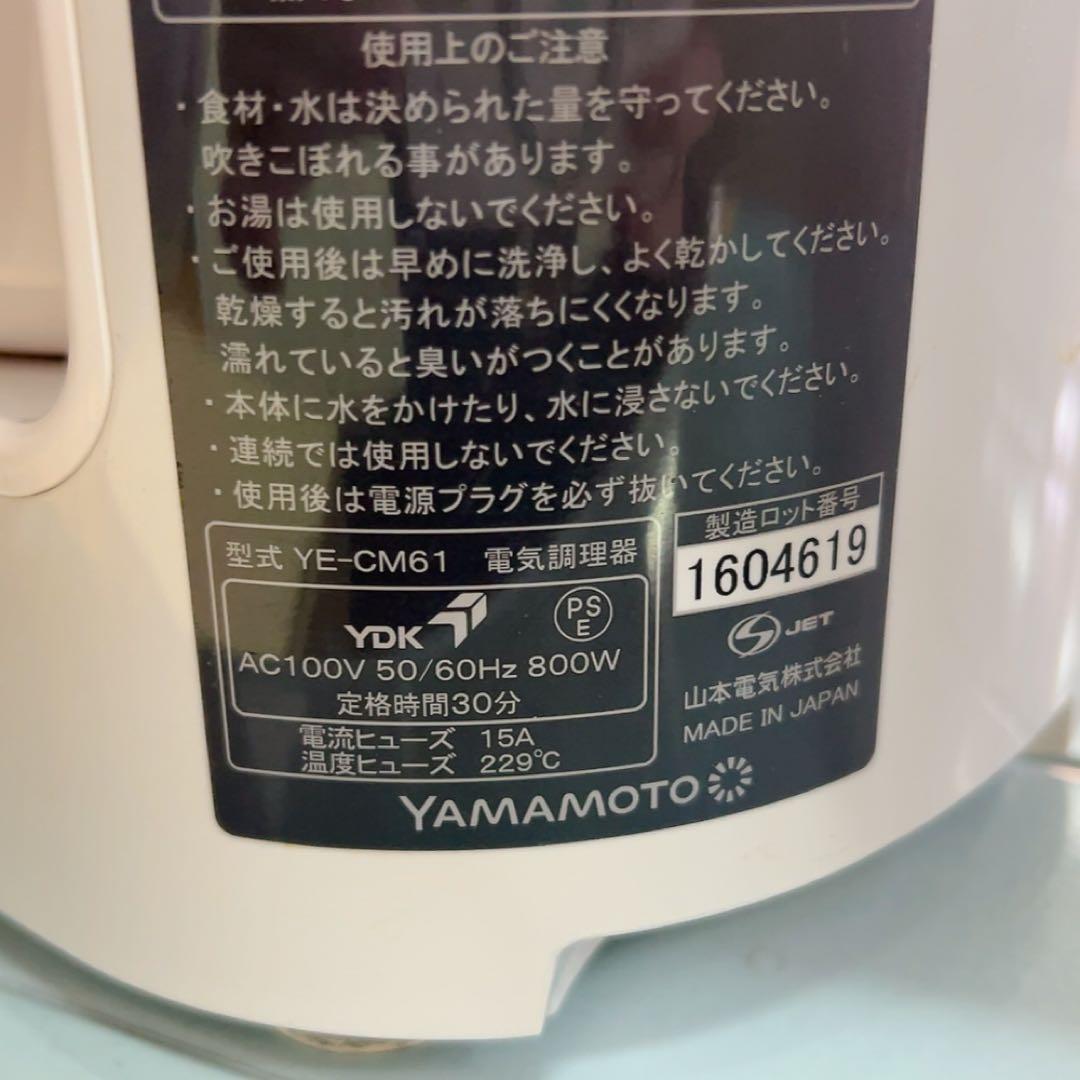 使用上のご注意
・食材・水は決められた量を守ってください。
吹きこぼれる事があります。
・お湯は使用しないでください。
・ご使用後は早めに洗浄し、よく乾かしてください。
乾燥すると汚れが落ちにくくなります。
濡れていると臭いがつくことがあります。
・本体に水をかけたり、水に浸さないでください。
・連続では使用しないでください。
・使用後は電源プラグを必ず抜いてください。
型式 YE-CM61 電気調理器
YDK
PS
E
AC100V 50/60Hz 800W
定格時間30分
電流ヒューズ 15A
温度ヒューズ 229℃
製造ロット番号
1604619
S JET
山本電気株式会社
MADE IN JAPAN
YAMAMOTO